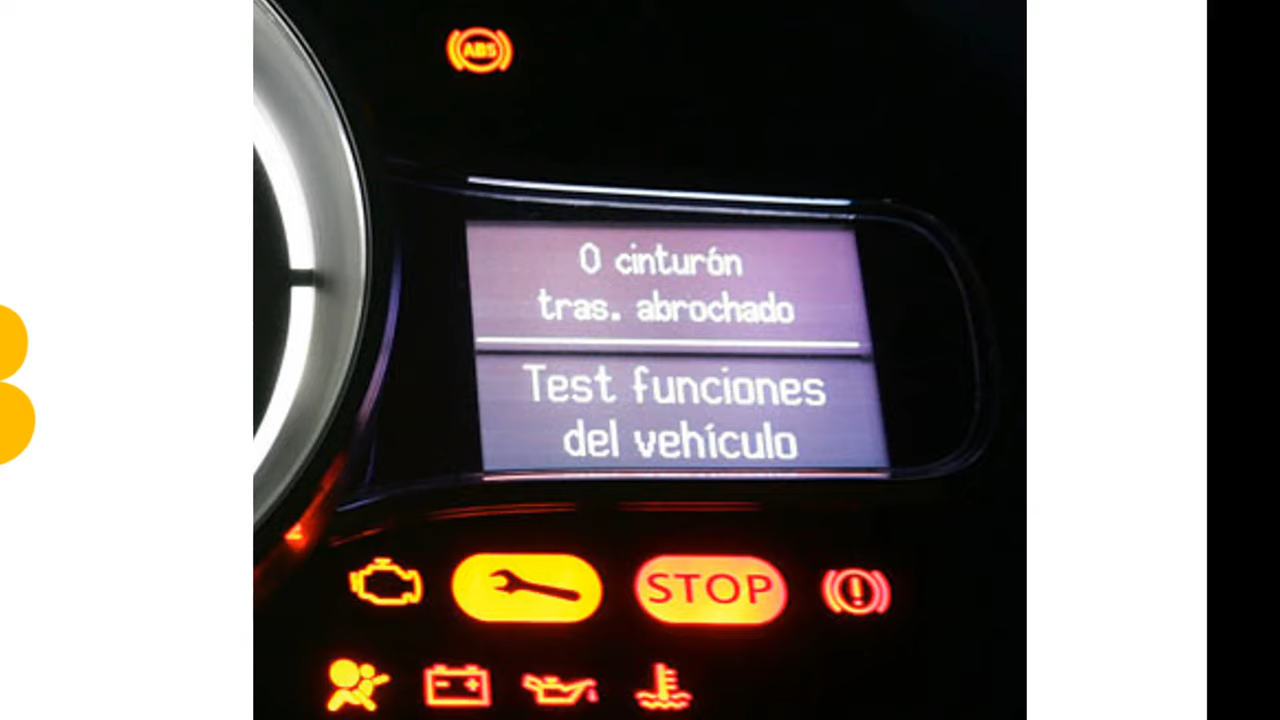 ABS
0 cinturón
tras. abrochado
Test funciones
del vehículo
STOP